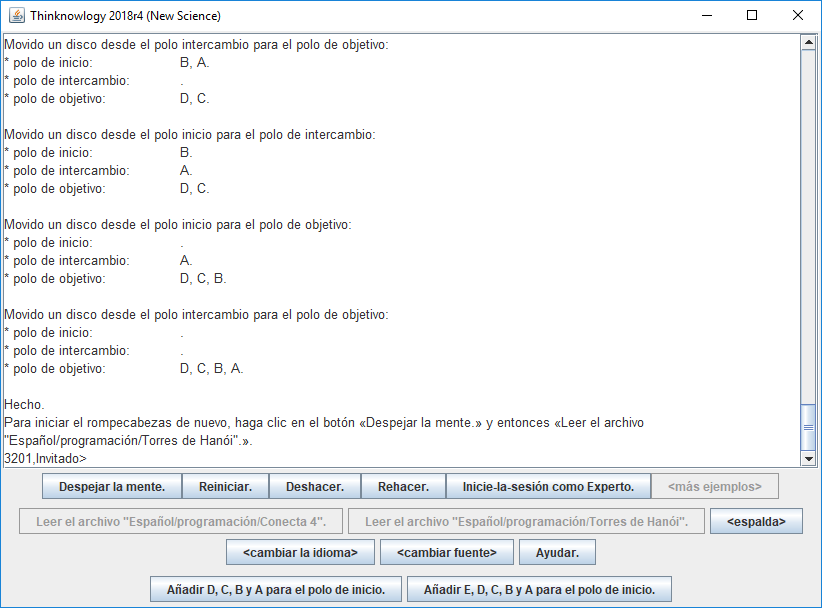 Thinknowlogy 2018r4 (New Science)
Movido un disco desde el polo intercambio para el polo de objetivo:
* polo de inicio: B, A.
* polo de intercambio: .
* polo de objetivo: D, C.
Movido un disco desde el polo inicio para el polo de intercambio:
* polo de inicio: B.
* polo de intercambio: A.
* polo de objetivo: D, C.
Movido un disco desde el polo inicio para el polo de objetivo:
* polo de inicio: .
* polo de intercambio: A.
* polo de objetivo: D, C, B.
Movido un disco desde el polo intercambio para el polo de objetivo:
* polo de inicio: .
* polo de intercambio: .
* polo de objetivo: D, C, B, A.
Hecho.
Para iniciar el rompecabezas de nuevo, haga clic en el botón «Despejar la mente.» y entonces «Leer el archivo
"Español/programación/Torres de Hanói".».
3201,Invitado>
Despejar la mente. Reiniciar. Deshacer. Rehacer. Inicie-la-sesión como Experto. <más ejemplos>
Leer el archivo "Español/programación/Conecta 4". Leer el archivo "Español/programación/Torres de Hanói". <espalda>
<cambiar la idioma> <cambiar fuente> Ayudar.
Añadir D, C, B y A para el polo de inicio. Añadir E, D, C, B y A para el polo de inicio.